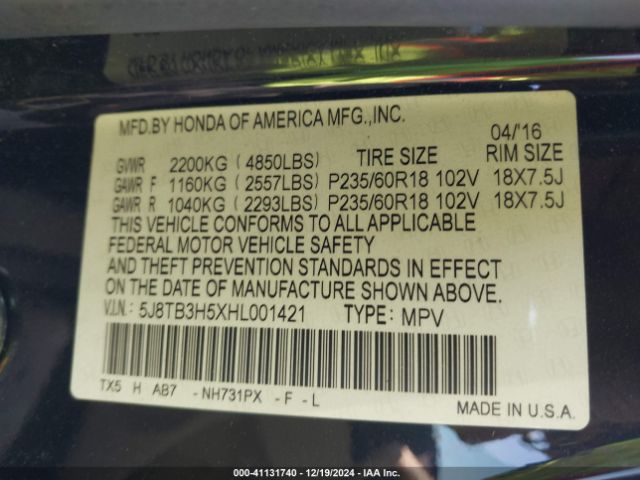 MFD.BY HONDA OF AMERICA MFG.,INC.
04/'16
GVWR 2200KG (4850LBS) TIRE SIZE RIM SIZE
GAWR F 1160KG (2557LBS) P235/60R18 102V 18X7.5J
GAWR R 1040KG (2293LBS) P235/60R18 102V 18X7.5J
THIS VEHICLE CONFORMS TO ALL APPLICABLE
FEDERAL MOTOR VEHICLE SAFETY
AND THEFT PREVENTION STANDARDS IN EFFECT
ON THE DATE OF MANUFACTURE SHOWN ABOVE.
V.I.N.: 5J8TB3H5XHL001421 TYPE: MPV
TX5 H AB7 - NH731PX - F - L
MADE IN U.S.A.
000-41131740 - 12/19/2024 - IAA Inc.